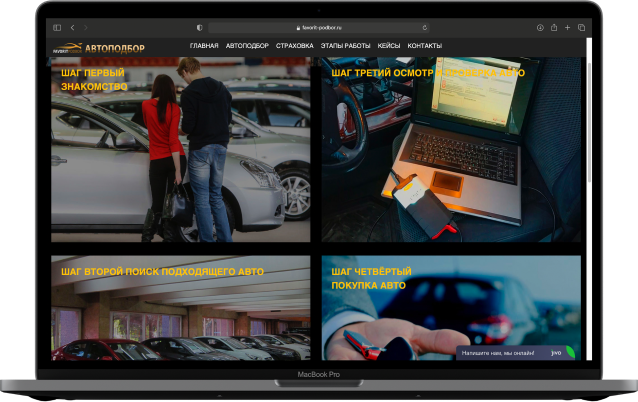 favorit-podbor.ru
FAVORIT
АВТОПОДБОР
ГЛАВНАЯ АВТОПОДБОР СТРАХОВКА ЭТАПЫ РАБОТЫ КЕЙСЫ КОНТАКТЫ
ШАГ ПЕРВЫЙ
ЗНАКОМСТВО
ШАГ ТРЕТИЙ ОСМОТР И ПРОВЕРКА АВТО
ШАГ ВТОРОЙ ПОИСК ПОДХОДЯЩЕГО АВТО
ШАГ ЧЕТВЁРТЫЙ
ПОКУПКА АВТО
Напишите нам, мы онлайн! jivo
MacBook Pro